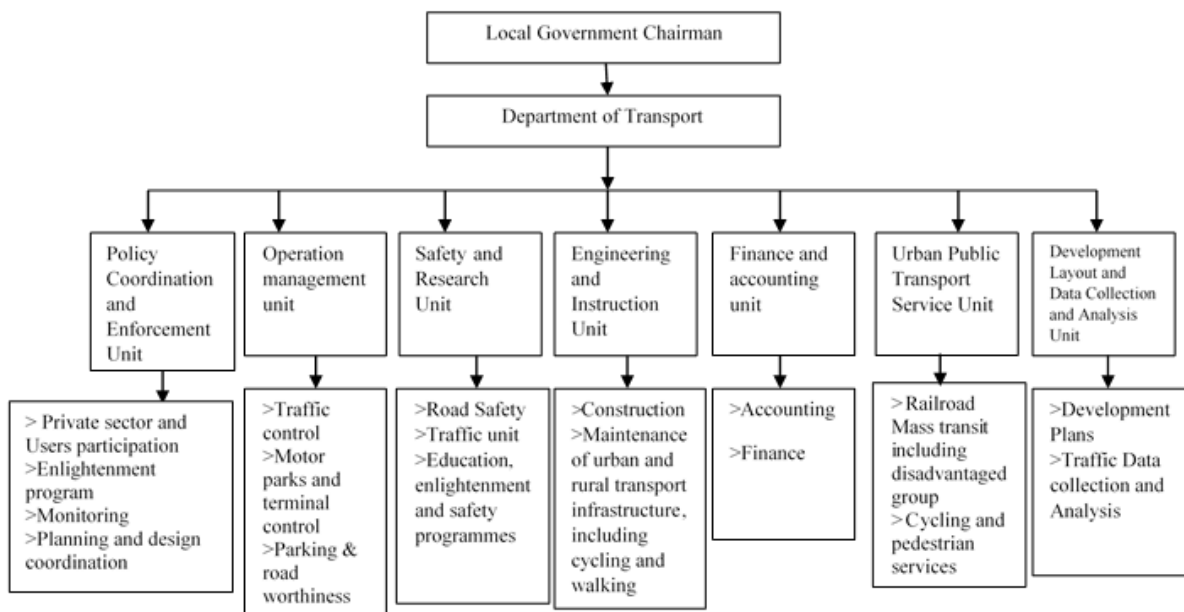 Local Government Chairman
Department of Transport
Policy
Coordination
and
Enforcement
Unit
Operation
management
unit
Safety and
Research
Unit
Engineering
and
Instruction
Unit
Finance and
accounting
unit
Urban Public
Transport
Service Unit
Development
Layout and
Data Collection
and Analysis
Unit
> Private sector and
Users participation
>Enlightenment
program
>Monitoring
>Planning and design
coordination
>Traffic
control
>Motor
parks and
terminal
control
>Parking &
road
worthiness
>Road Safety
>Traffic unit
>Education,
enlightenment
and safety
programmes
>Construction
>Maintenance
of urban and
rural transport
infrastructure,
including
cycling and
walking
>Accounting
>Finance
>Railroad
Mass transit
including
disadvantaged
group
>Cycling and
pedestrian
services
>Development
Plans
>Traffic Data
collection and
Analysis